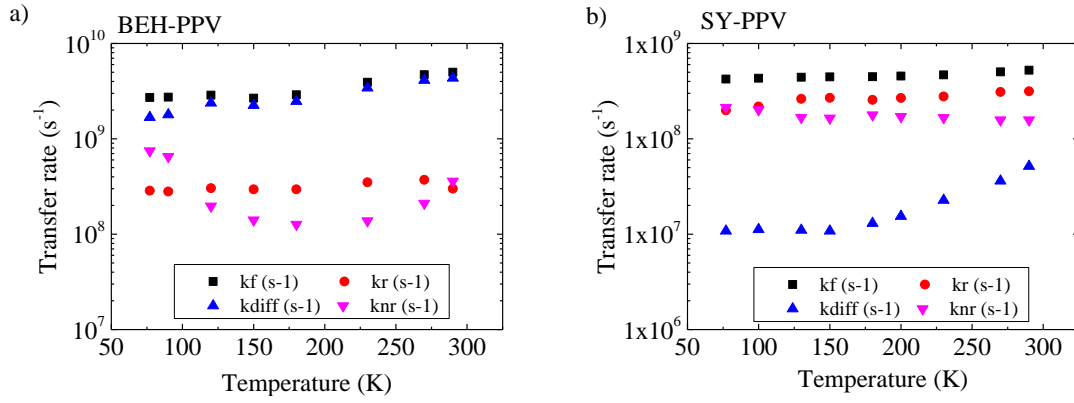 a)
BEH-PPV
10^10
10^9
10^8
10^7
Transfer rate (s^-1)
kf (s-1)
kr (s-1)
kdiff (s-1)
knr (s-1)
50 100 150 200 250 300
Temperature (K)
b)
SY-PPV
1x10^9
1x10^8
1x10^7
1x10^6
Transfer rate (s^-1)
kf (s-1)
kr (s-1)
kdiff (s-1)
knr (s-1)
50 100 150 200 250 300
Temperature (K)